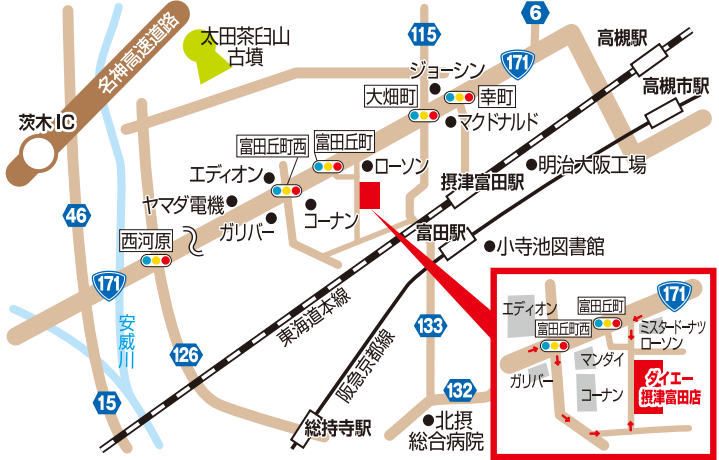 太田茶臼山
古墳
名神高速道路
茨木IC
115
6
171
高槻駅
ジョーシン
大畑町
幸町
マクドナルド
高槻市駅
富田丘町西
富田丘町
ローソン
エディオン
摂津富田駅
明治大阪工場
ヤマダ電機
ガリバー
コーナン
46
西河原
富田駅
小寺池図書館
171
安威川
東海道本線
阪急京都線
126
133
15
132
総持寺駅
北摂
総合病院
171
エディオン
富田丘町
富田丘町西
ミスタードーナツ
ローソン
マンダイ
ガリバー
コーナン
ダイエー
摂津富田店